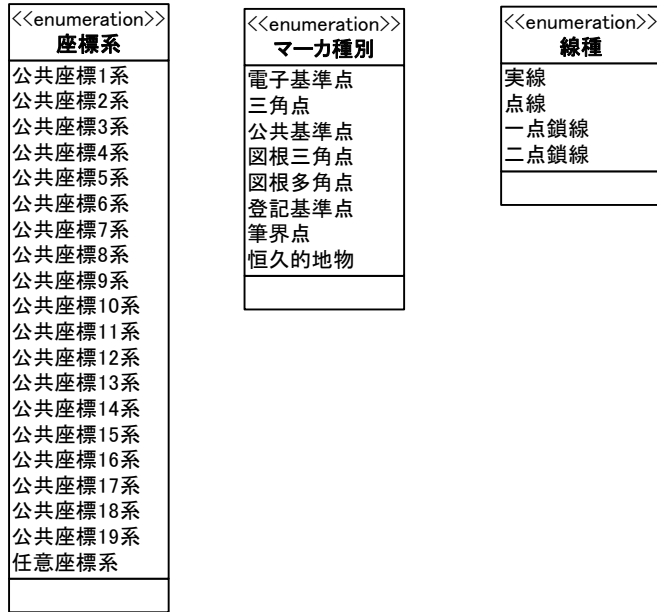 <<enumeration>>
座標系
公共座標1系
公共座標2系
公共座標3系
公共座標4系
公共座標5系
公共座標6系
公共座標7系
公共座標8系
公共座標9系
公共座標10系
公共座標11系
公共座標12系
公共座標13系
公共座標14系
公共座標15系
公共座標16系
公共座標17系
公共座標18系
公共座標19系
任意座標系
<<enumeration>>
マーカ種別
電子基準点
三角点
公共基準点
図根三角点
図根多角点
登記基準点
筆界点
恒久的地物
<<enumeration>>
線種
実線
点線
一点鎖線
二点鎖線